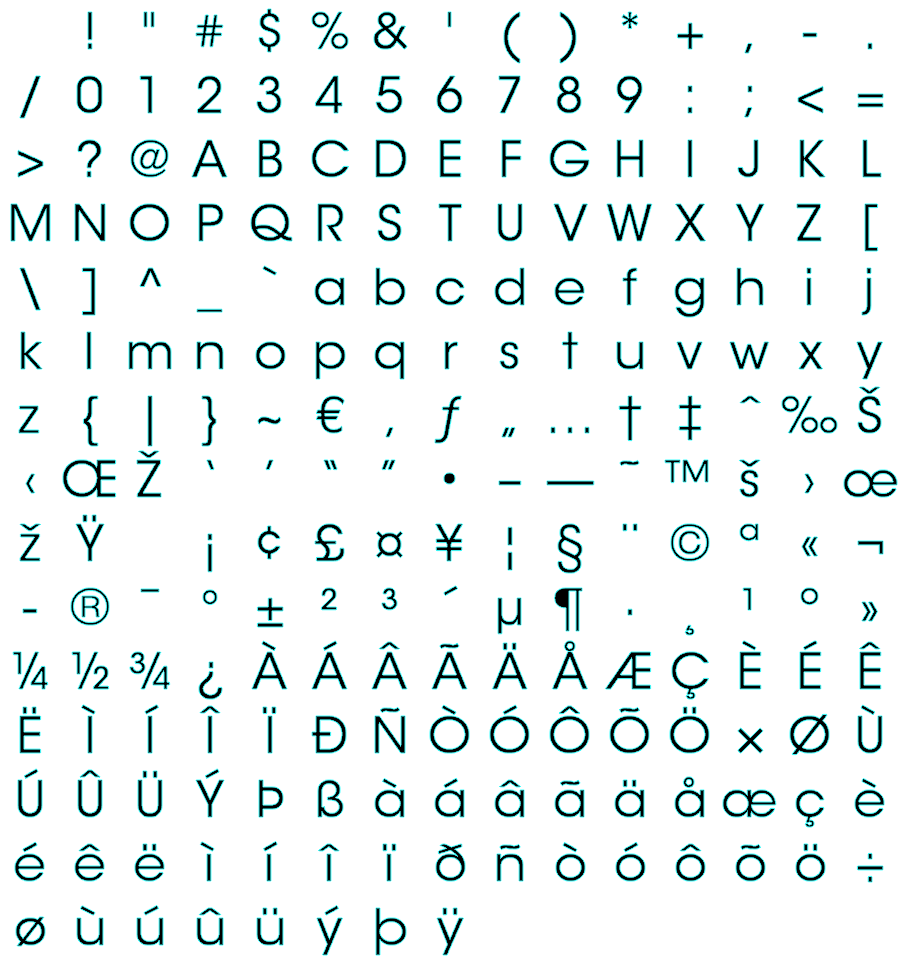 ! " # $ % & ' ( ) * + , - .
/ 0 1 2 3 4 5 6 7 8 9 : ; < =
> ? @ A B C D E F G H I J K L
M N O P Q R S T U V W X Y Z [
\ ] ^ _ ` a b c d e f g h i j
k l m n o p q r s t u v w x y
z { | } ~ € ‚ ƒ „ … † ‡ ˆ ‰ Š
‹ Œ Ž ‘ ’ “ ” • – — ˜ ™ š › œ
ž Ÿ ¡ ¢ £ ¤ ¥ ¦ § ¨ © ª « ¬
- ® ¯ ° ± ² ³ ´ µ ¶ · ¸ ¹ º »
¼ ½ ¾ ¿ À Á Â Ã Ä Å Æ Ç È É Ê
Ë Ì Í Î Ï Ð Ñ Ò Ó Ô Õ Ö × Ø Ù
Ú Û Ü Ý Þ ß à á â ã ä å æ ç è
é ê ë ì í î ï ð ñ ò ó ô õ ö ÷
ø ù ú û ü ý þ ÿ